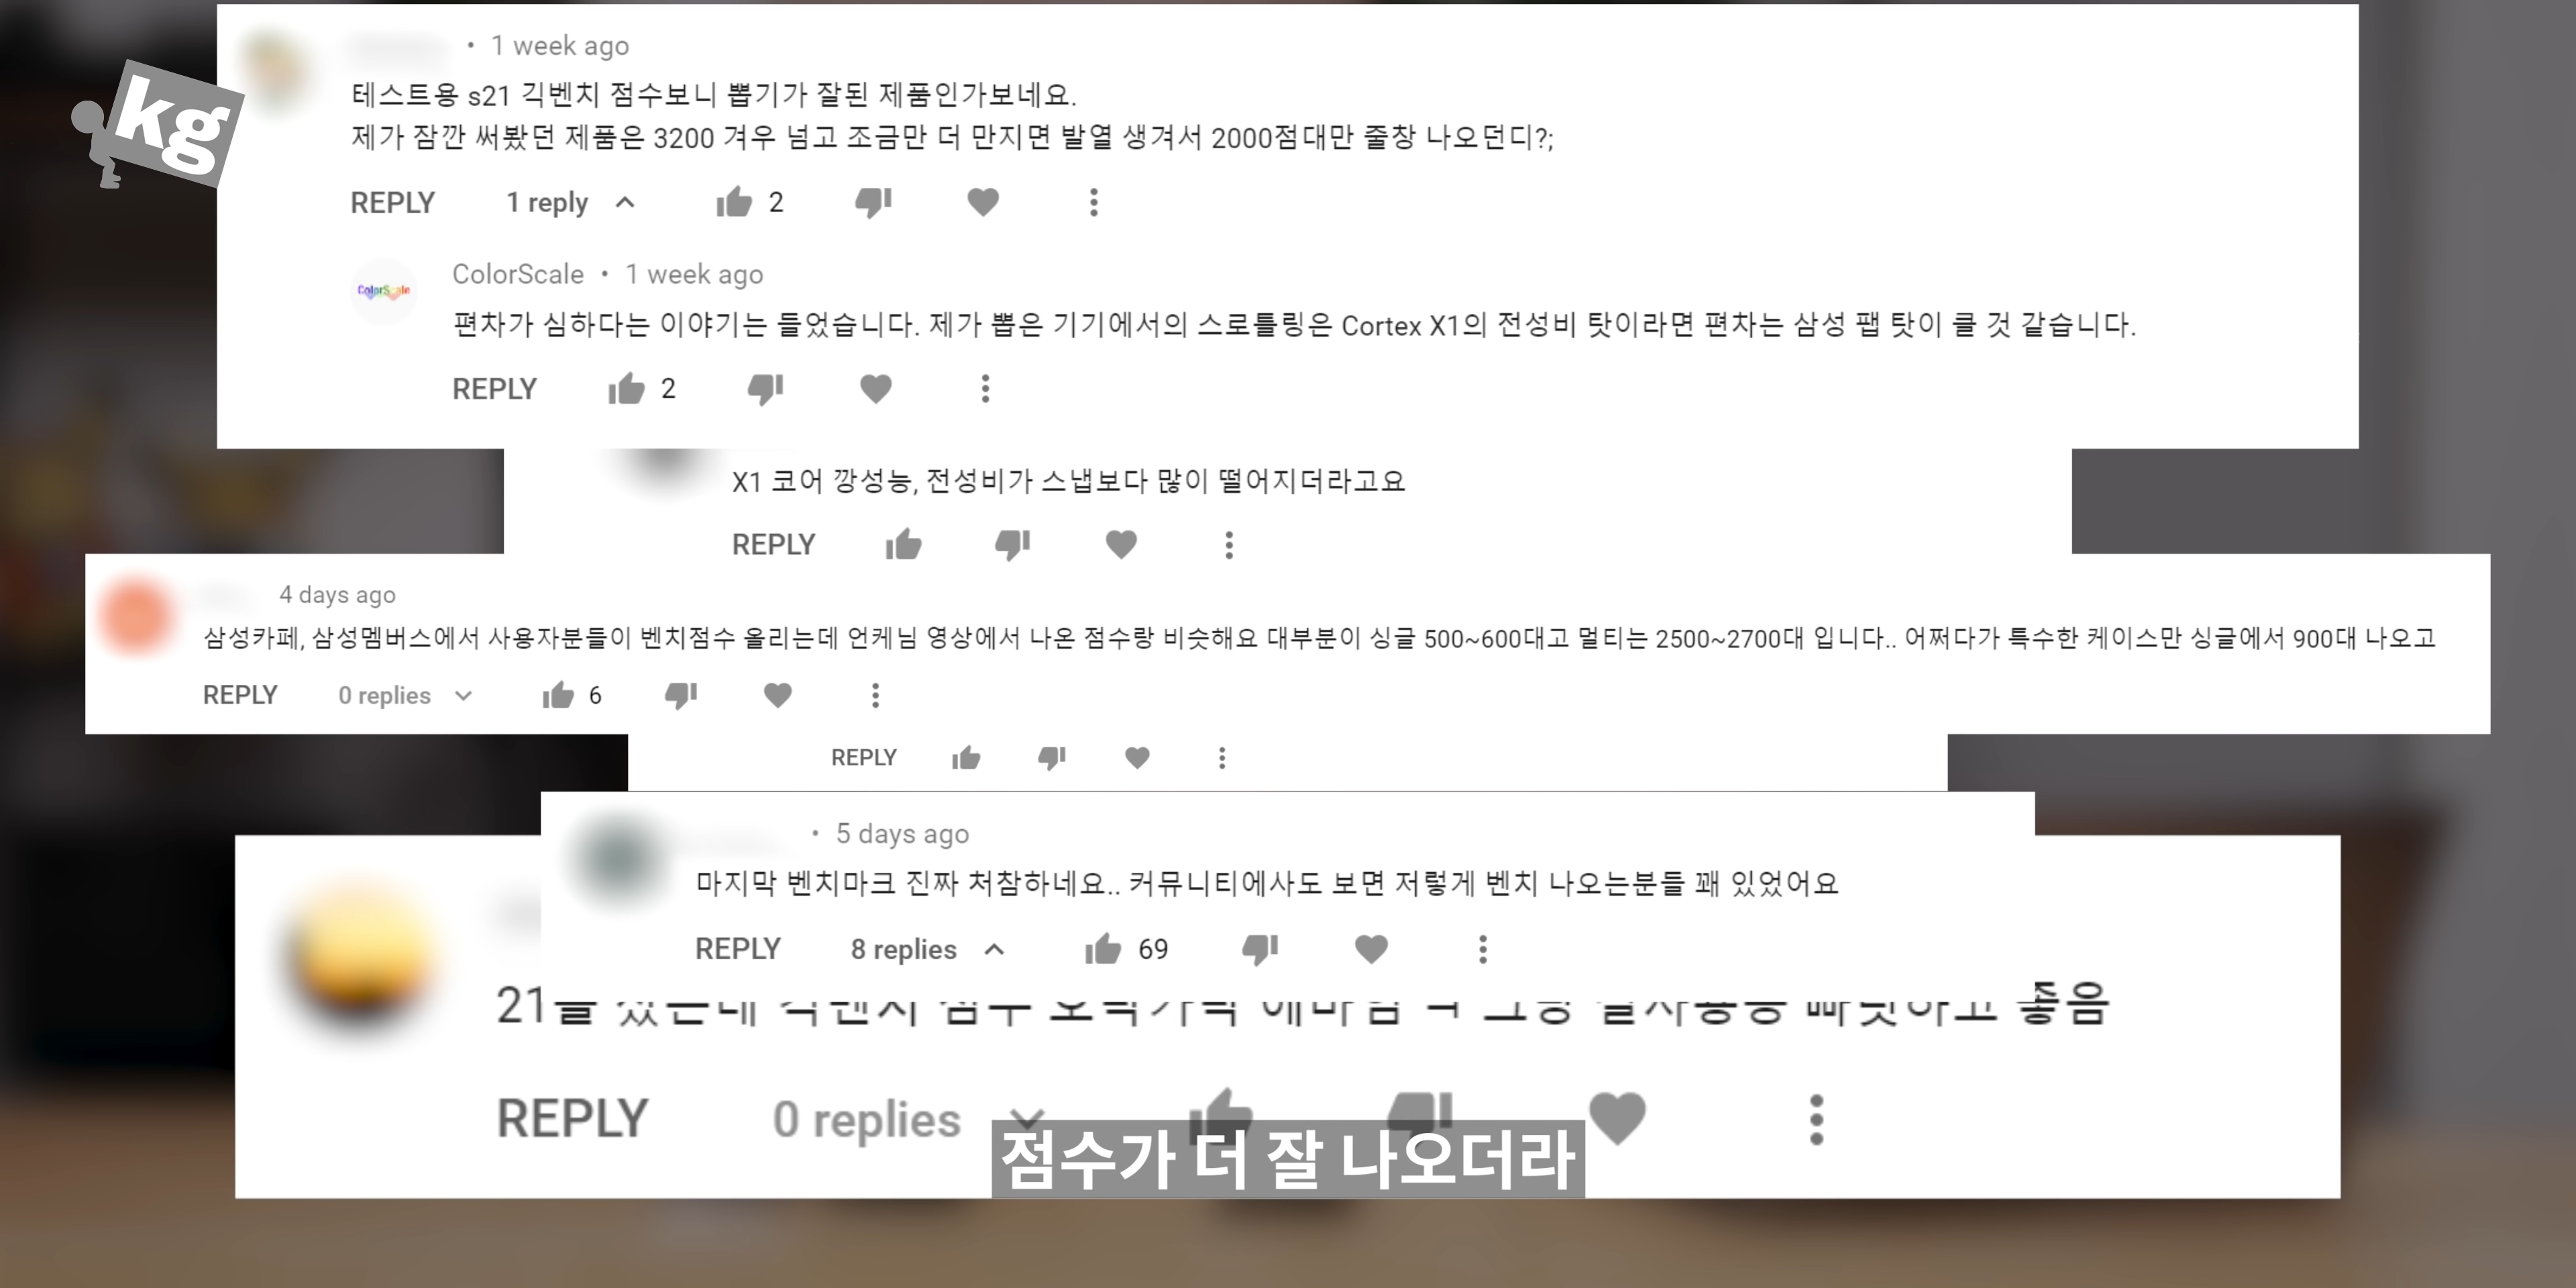 kg
• 1 week ago
테스트용 s21 긱벤치 점수보니 뽑기가 잘된 제품인가보네요.
제가 잠깐 써봤던 제품은 3200 겨우 넘고 조금만 더 만지면 발열 생겨서 2000점대만 줄창 나오던디?;
REPLY 1 reply 2
ColorScale
ColorScale • 1 week ago
편차가 심하다는 이야기는 들었습니다. 제가 뽑은 기기에서의 스로틀링은 Cortex X1의 전성비 탓이라면 편차는 삼성 팹 탓이 클 것 같습니다.
REPLY 2
X1 코어 깡성능, 전성비가 스냅보다 많이 떨어지더라고요
REPLY
4 days ago
삼성카페, 삼성멤버스에서 사용자분들이 벤치점수 올리는데 언케님 영상에서 나온 점수랑 비슷해요 대부분이 싱글 500~600대고 멀티는 2500~2700대 입니다.. 어쩌다가 특수한 케이스만 싱글에서 900대 나오고
REPLY 0 replies 6
REPLY
• 5 days ago
마지막 벤치마크 진짜 처참하네요.. 커뮤니티에사도 보면 저렇게 벤치 나오는분들 꽤 있었어요
REPLY 8 replies 69
21를 좋음
REPLY 0 replies
점수가 더 잘 나오더라